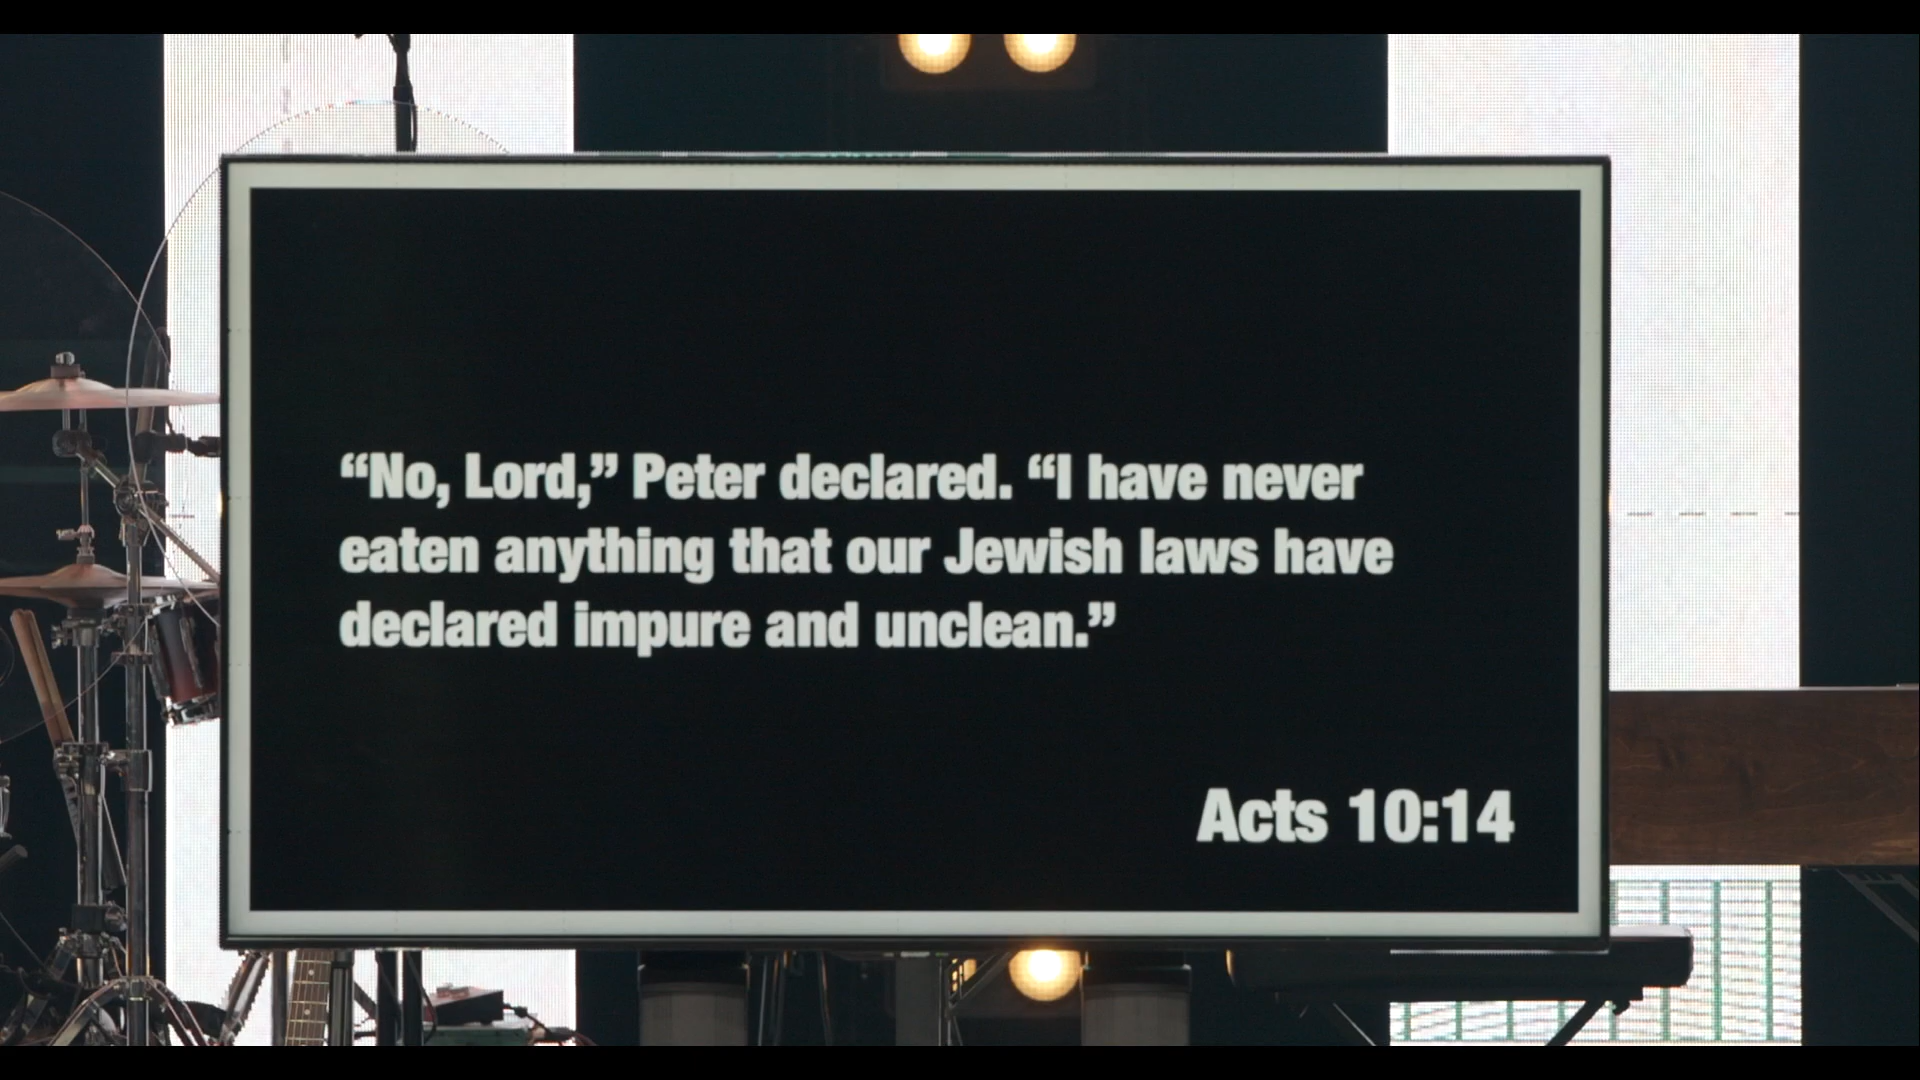 “No, Lord,” Peter declared. “I have never
eaten anything that our Jewish laws have
declared impure and unclean.”
Acts 10:14